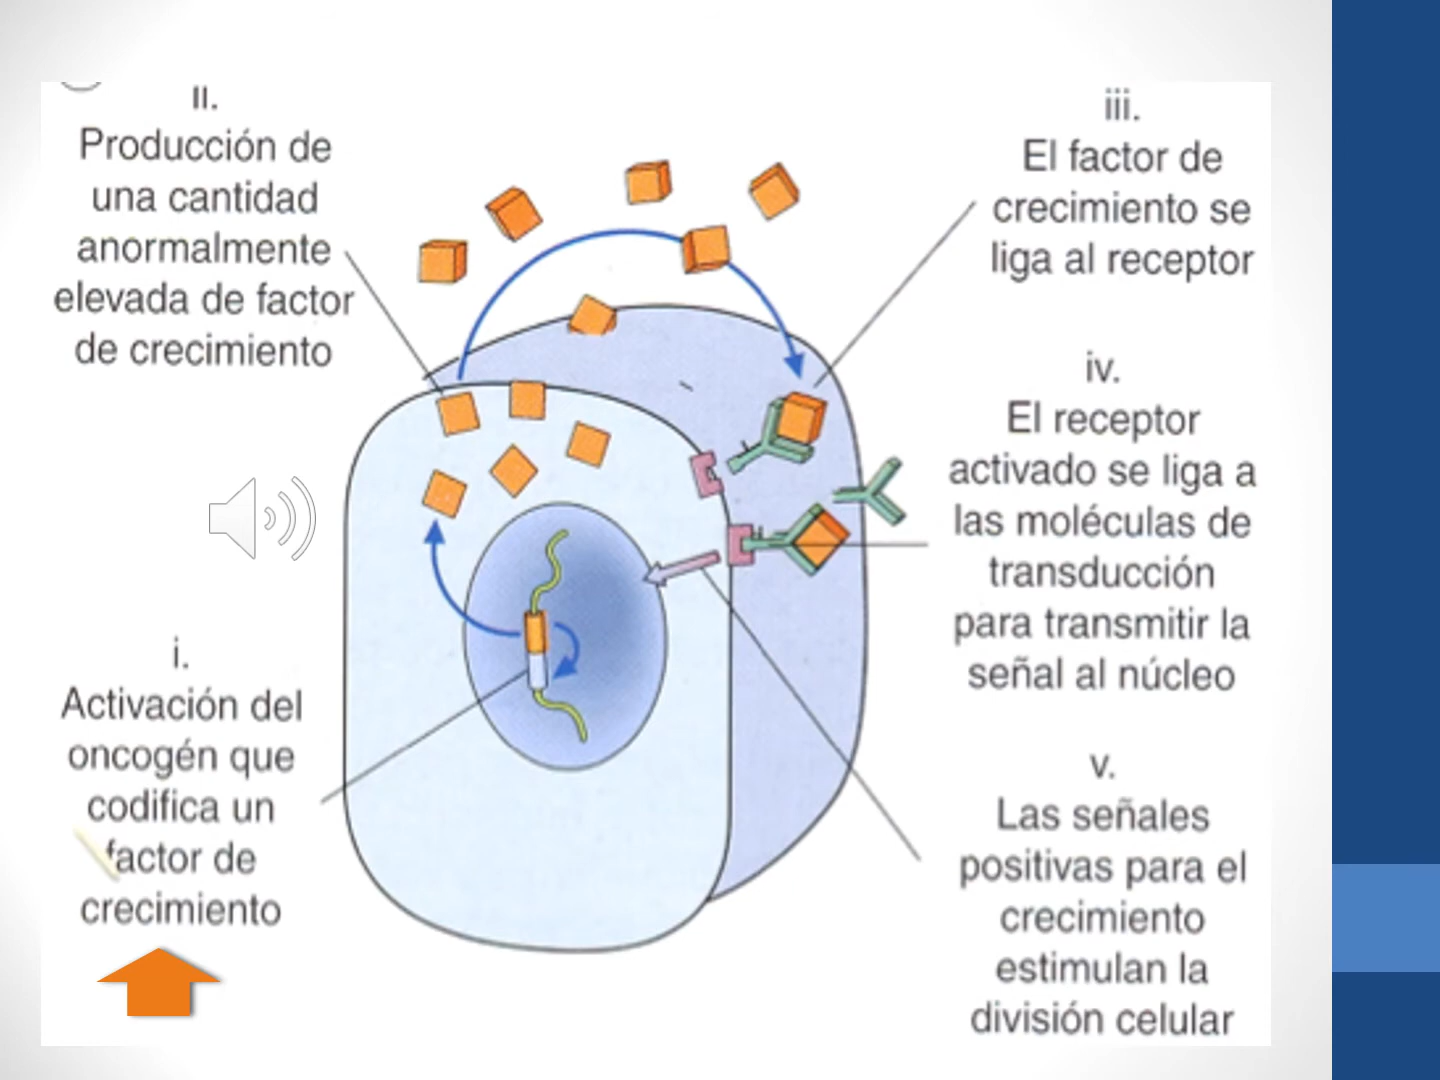 ii.
Producción de
una cantidad
anormalmente
elevada de factor
de crecimiento
i.
Activación del
oncogén que
codifica un
factor de
crecimiento
iii.
El factor de
crecimiento se
liga al receptor
iv.
El receptor
activado se liga a
las moléculas de
transducción
para transmitir la
señal al núcleo
v.
Las señales
positivas para el
crecimiento
estimulan la
división celular